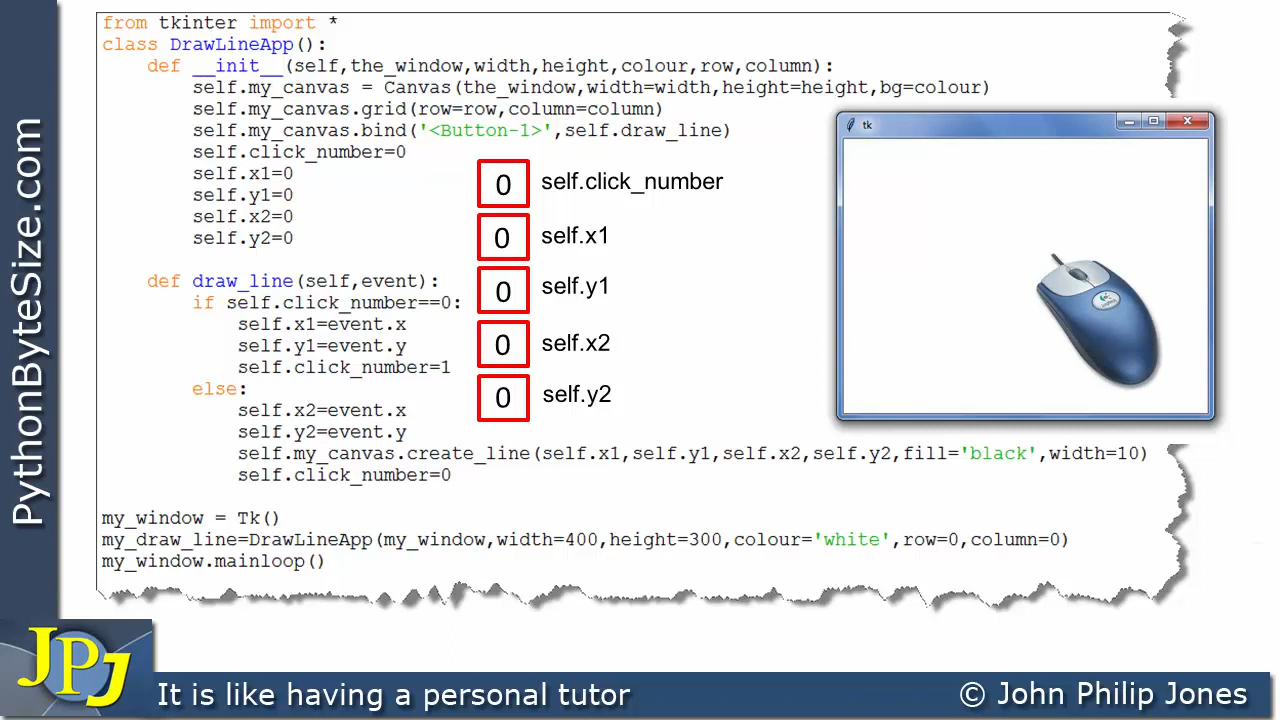 PythonByteSize.com
from tkinter import *
class DrawLineApp():
    def __init__(self,the_window,width,height,colour,row,column):
        self.my_canvas = Canvas(the_window,width=width,height=height,bg=colour)
        self.my_canvas.grid(row=row,column=column)
        self.my_canvas.bind('<Button-1>',self.draw_line)
        self.click_number=0
        self.x1=0
        self.y1=0
        self.x2=0
        self.y2=0
    def draw_line(self,event):
        if self.click_number==0:
            self.x1=event.x
            self.y1=event.y
            self.click_number=1
        else:
            self.x2=event.x
            self.y2=event.y
            self.my_canvas.create_line(self.x1,self.y1,self.x2,self.y2,fill='black',width=10)
            self.click_number=0
my_window = Tk()
my_draw_line=DrawLineApp(my_window,width=400,height=300,colour='white',row=0,column=0)
my_window.mainloop()
0 self.click_number
0 self.x1
0 self.y1
0 self.x2
0 self.y2
tk
Logitech
JPJ
It is like having a personal tutor
© John Philip Jones